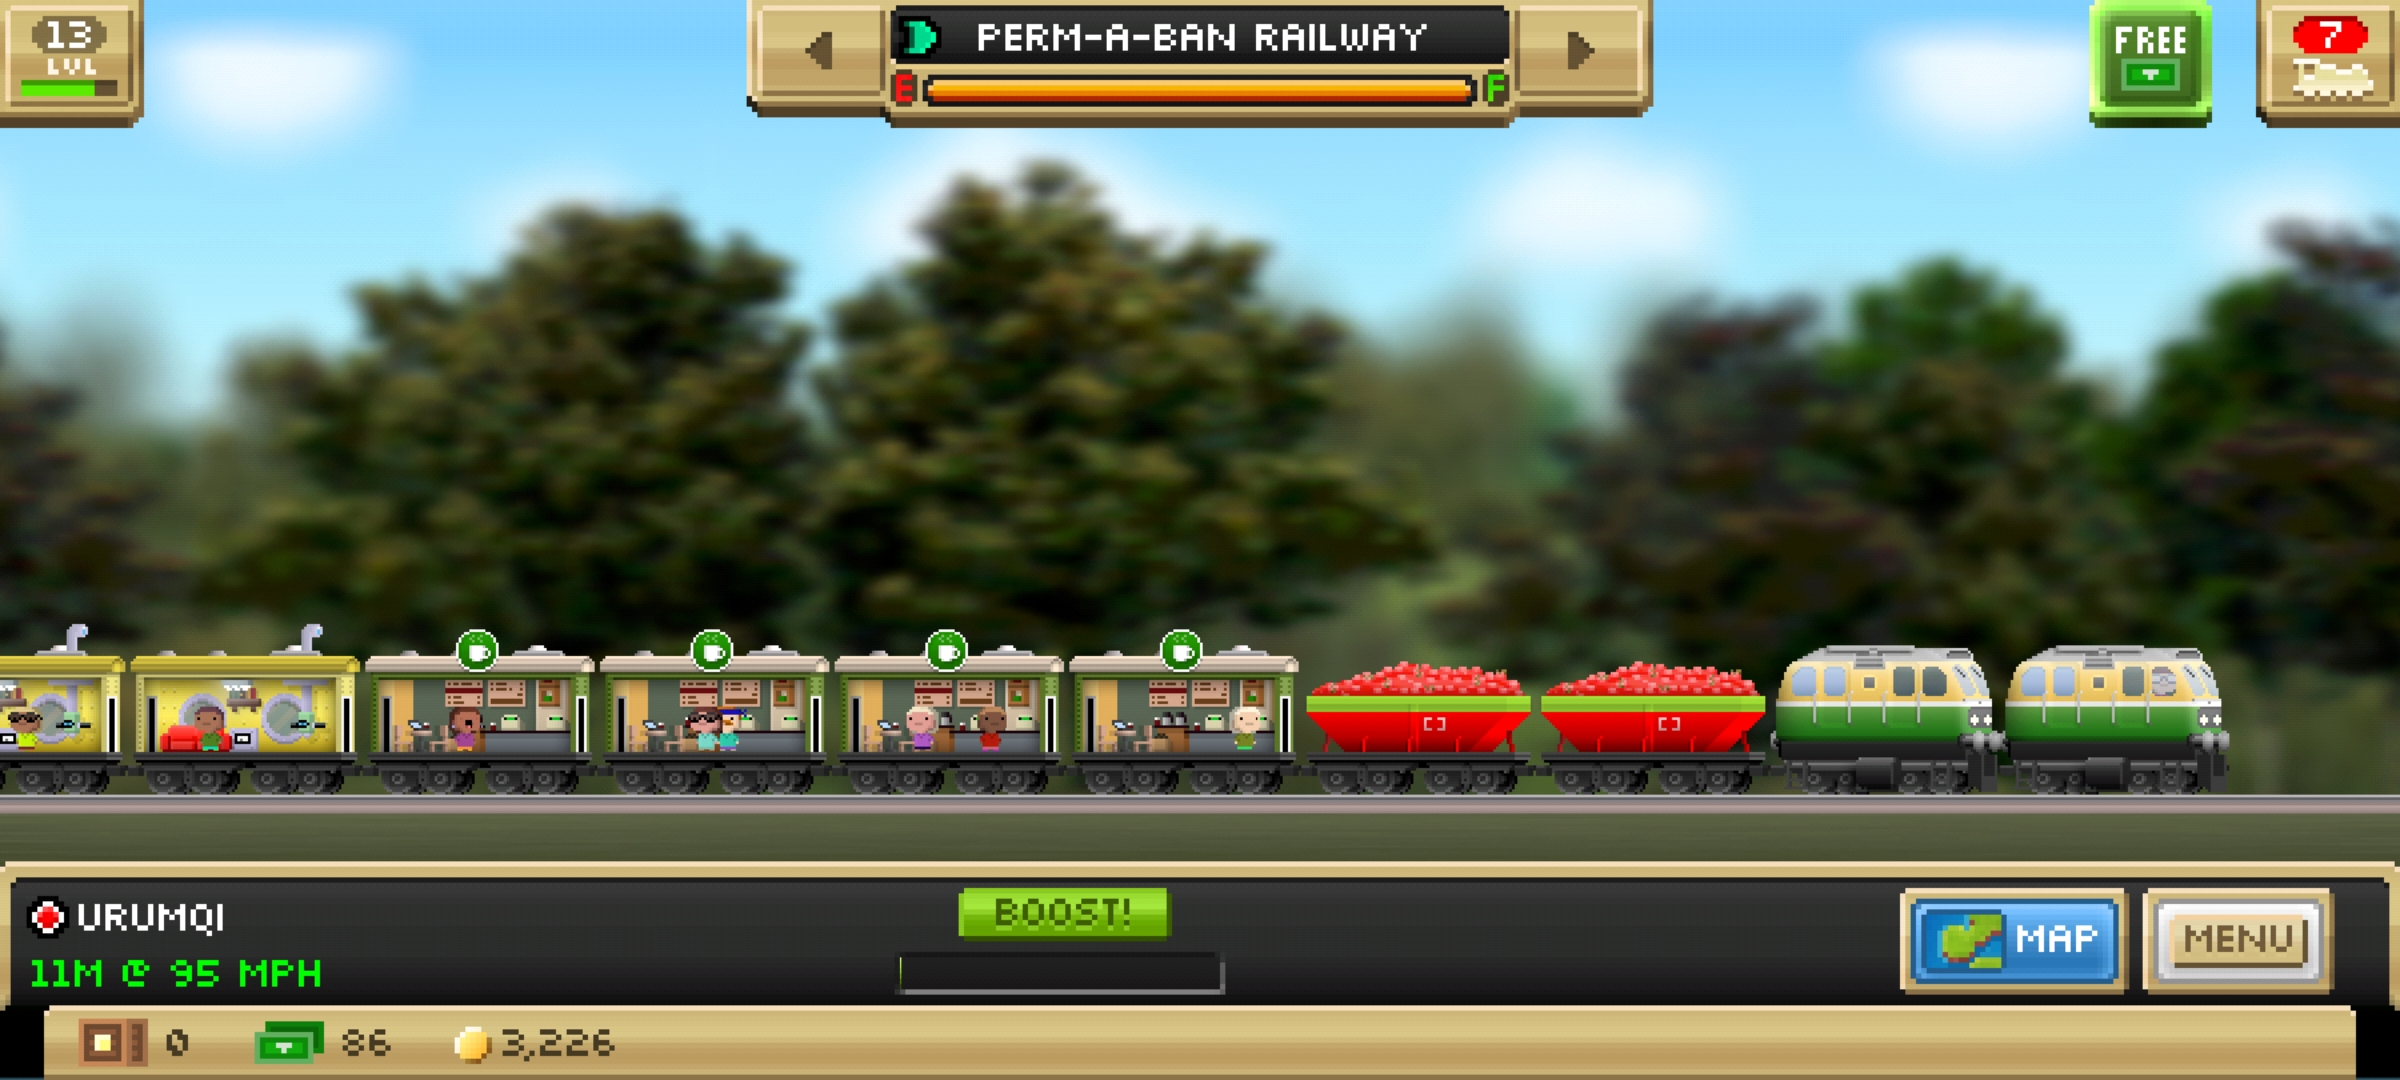 13
LVL
PERM-A-BAN RAILWAY
E
F
FREE
7
URUMQI
11M @ 95 MPH
BOOST!
MAP
MENU
0
86
3,226